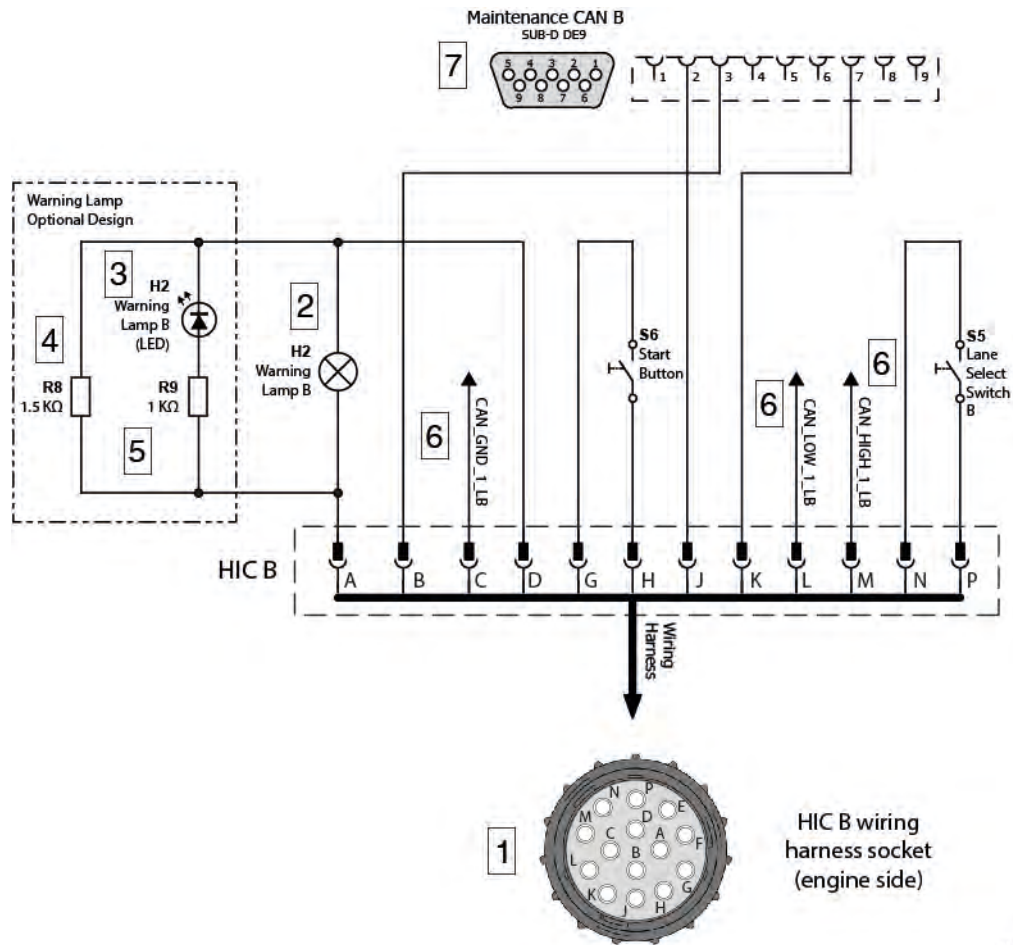 Maintenance CAN B
SUB-D DE9
7
5 4 3 2 1
9 8 7 6
1 2 3 4 5 6 7 8 9
Warning Lamp
Optional Design
3
H2
Warning
Lamp B
(LED)
2
H2
Warning
Lamp B
4
R8
1.5 KΩ
R9
1 KΩ
5
6
CAN_GND_1_LB
S6
Start
Button
6
CAN_LOW_1_LB
CAN_HIGH_1_LB
6
S5
Lane
Select
Switch
B
HIC B
A B C D G H J K L M N P
Wiring
Harness
1
N P E
M D F
C A
B
L G
K J H
HIC B wiring
harness socket
(engine side)